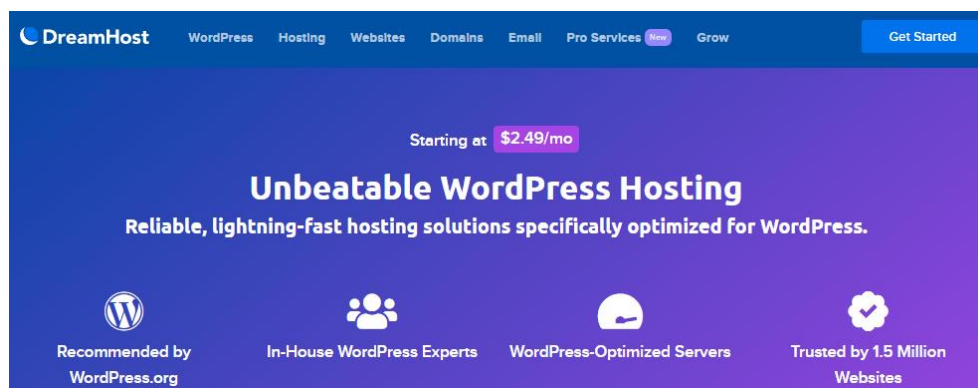 DreamHost WordPress Hosting Websites Domains Email Pro Services New Grow Get Started
Starting at $2.49/mo
Unbeatable WordPress Hosting
Reliable, lightning-fast hosting solutions specifically optimized for WordPress.
Recommended by
WordPress.org
In-House WordPress Experts
WordPress-Optimized Servers
Trusted by 1.5 Million
Websites